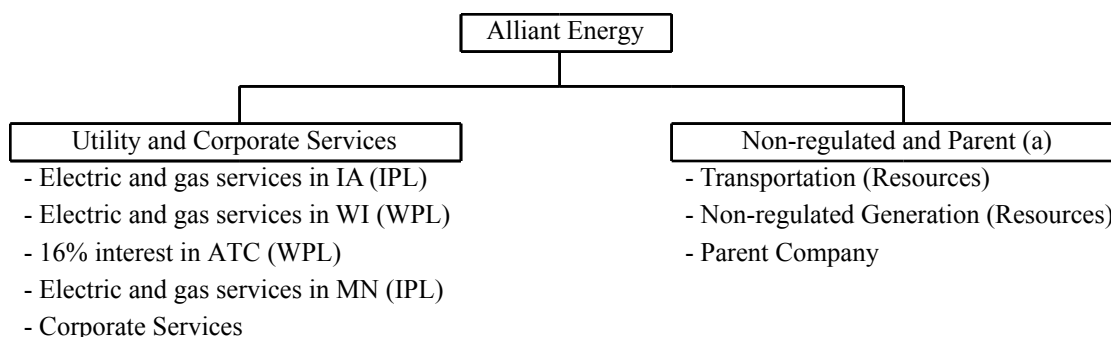 Alliant Energy
Utility and Corporate Services
- Electric and gas services in IA (IPL)
- Electric and gas services in WI (WPL)
- 16% interest in ATC (WPL)
- Electric and gas services in MN (IPL)
- Corporate Services
Non-regulated and Parent (a)
- Transportation (Resources)
- Non-regulated Generation (Resources)
- Parent Company